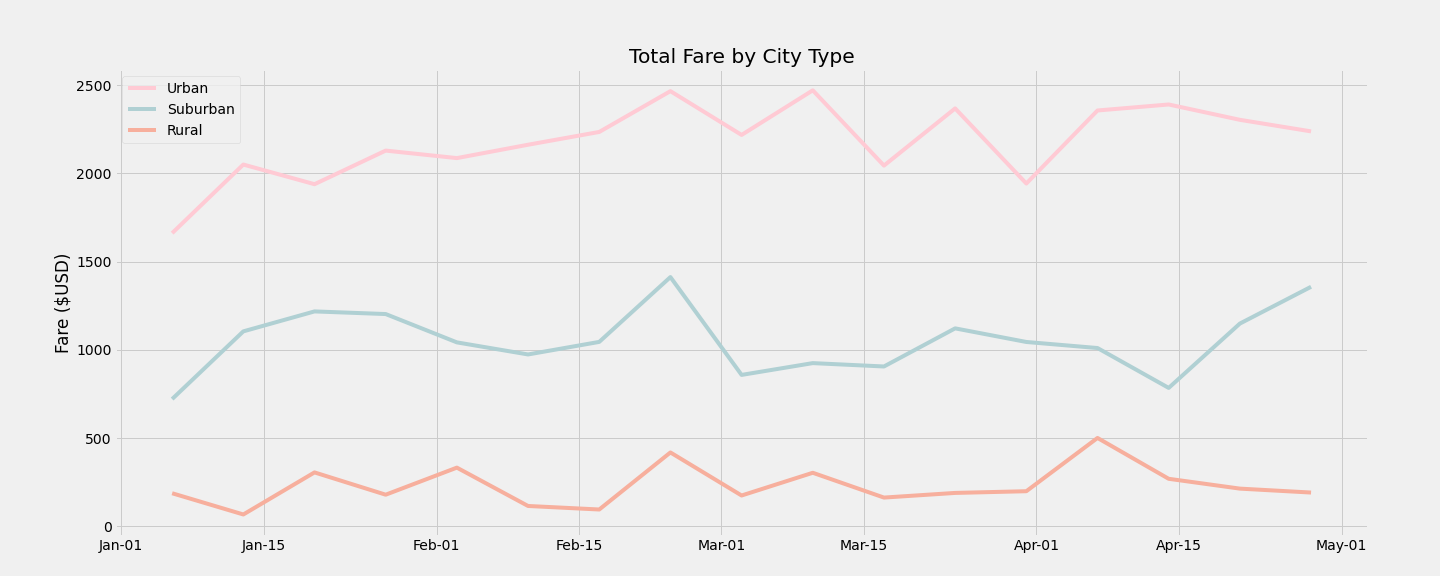 Total Fare by City Type
Urban
Suburban
Rural
Fare ($USD)
2500
2000
1500
1000
500
0
Jan-01 Jan-15 Feb-01 Feb-15 Mar-01 Mar-15 Apr-01 Apr-15 May-01